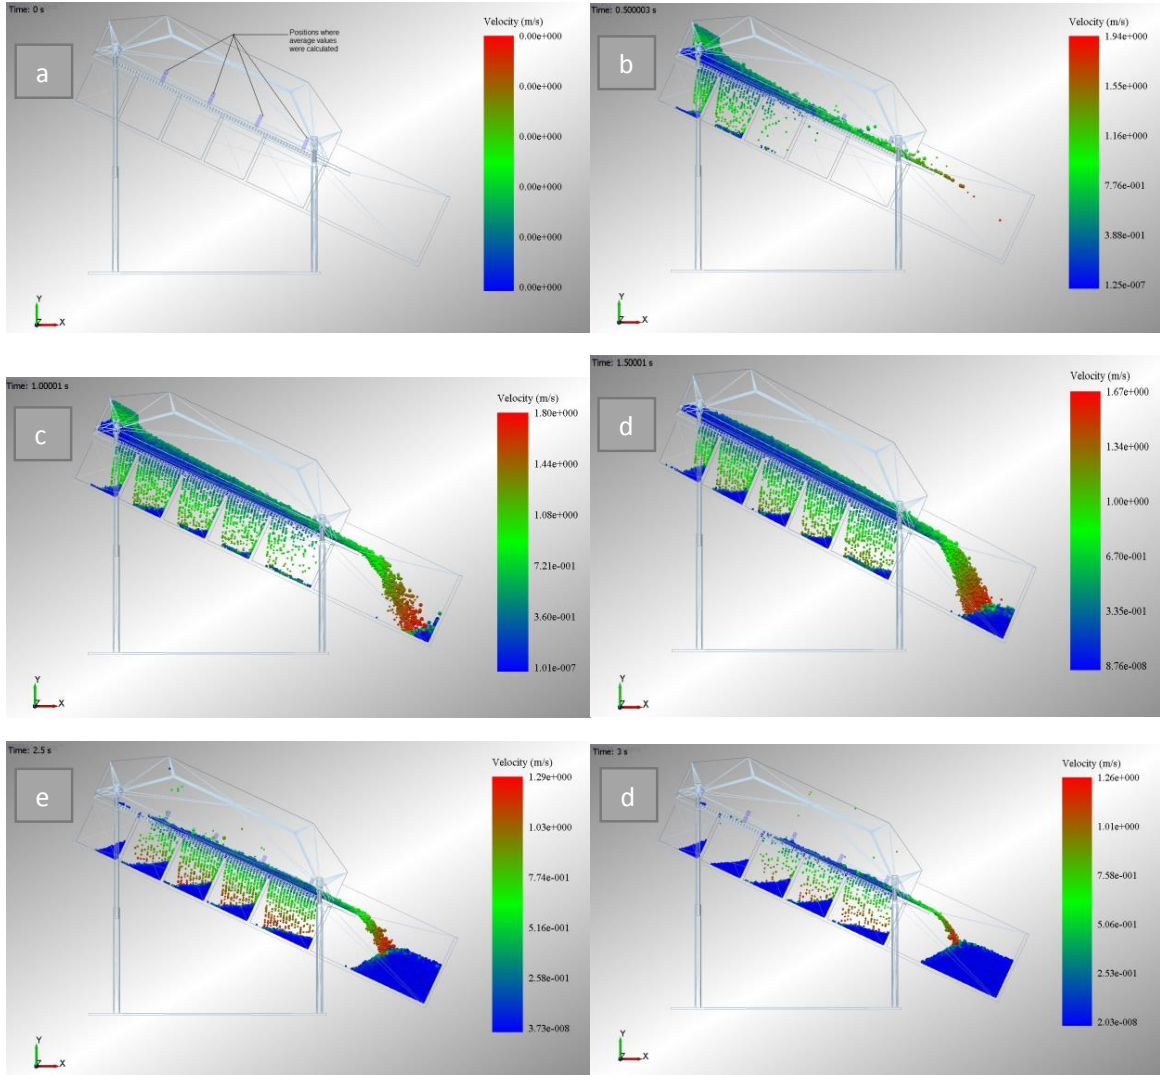 Time: 0 s
a
Positions where
average values
were calculated
Velocity (m/s)
0.00e+000
0.00e+000
0.00e+000
0.00e+000
0.00e+000
0.00e+000
Y
Z
X
Time: 0.500003 s
b
Velocity (m/s)
1.94e+000
1.55e+000
1.16e+000
7.76e-001
3.88e-001
1.25e-007
Y
Z
X
Time: 1.00001 s
c
Velocity (m/s)
1.80e+000
1.44e+000
1.08e+000
7.21e-001
3.60e-001
1.01e-007
Y
Z
X
Time: 1.50001 s
d
Velocity (m/s)
1.67e+000
1.34e+000
1.00e+000
6.70e-001
3.35e-001
8.76e-008
Y
Z
X
Time: 2.5 s
e
Velocity (m/s)
1.29e+000
1.03e+000
7.74e-001
5.16e-001
2.58e-001
3.73e-008
Y
Z
X
Time: 3 s
d
Velocity (m/s)
1.26e+000
1.01e+000
7.58e-001
5.06e-001
2.53e-001
2.03e-008
Y
Z
X